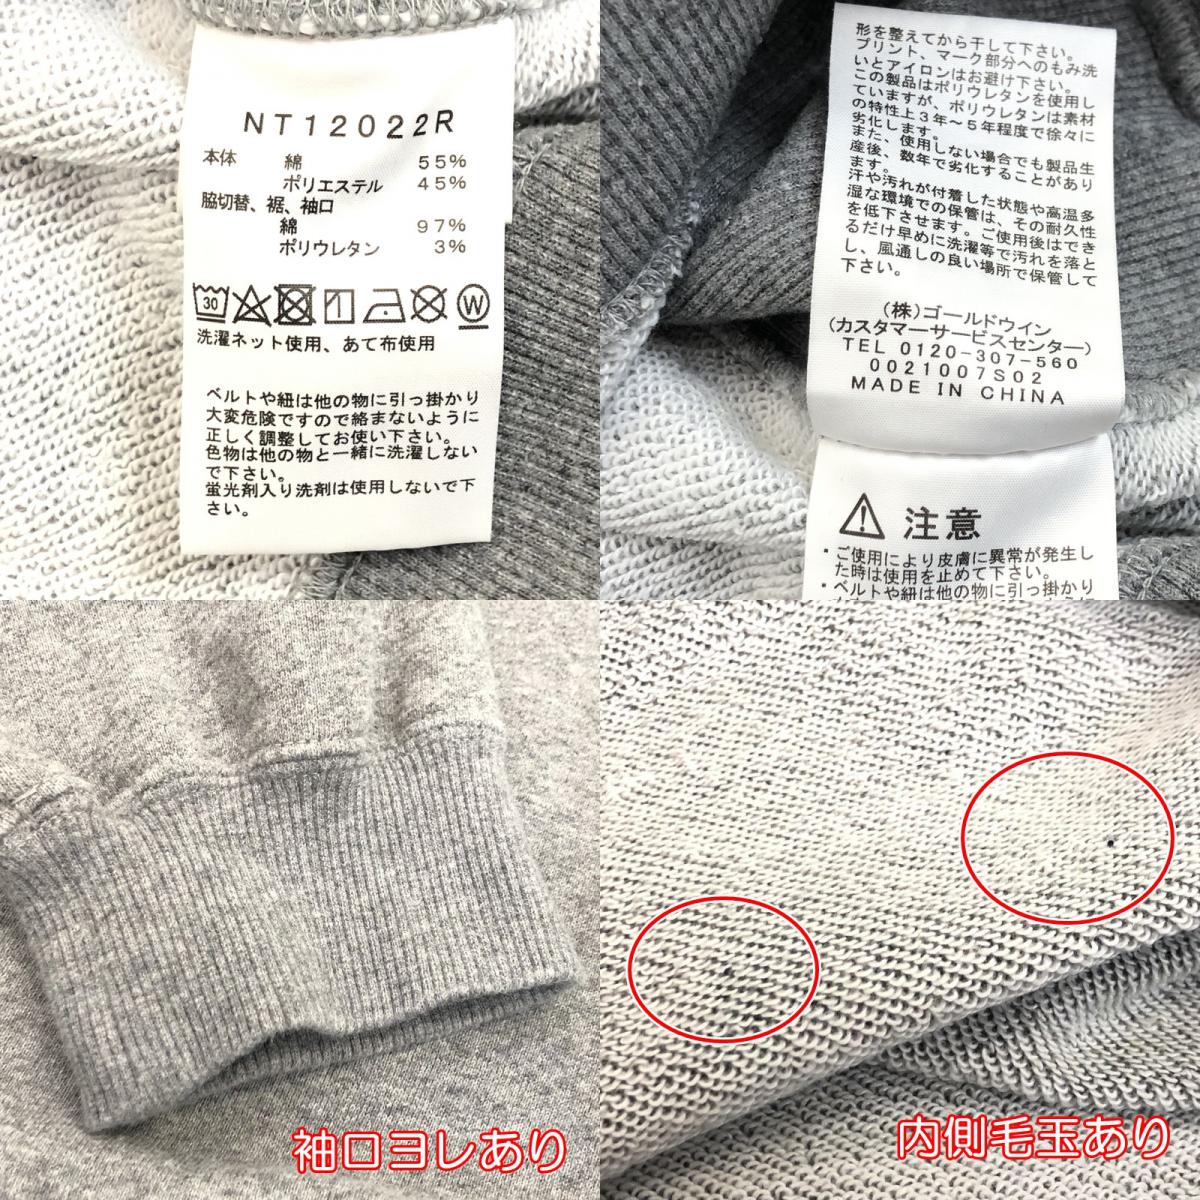 NT12022R
本体 綿 55%
ポリエステル 45%
脇切替、裾、袖口
綿 97%
ポリウレタン 3%
30 W
洗濯ネット使用、あて布使用
ベルトや紐は他の物に引っ掛かり
大変危険ですので絡まないように
正しく調整してお使い下さい。
色物は他の物と一緒に洗濯しない
で下さい。
蛍光剤入り洗剤は使用しないで下
さい。
形を整えてから干して下さい。
プリント、マーク部分へのもみ洗
いとアイロンはお避け下さい。
この製品はポリウレタンを使用し
ていますが、ポリウレタンは素材
の特性上3年~5年程度で徐々に
劣化します。
また、使用しない場合でも製品生
産後、数年で劣化することがあり
ます。
汗や汚れが付着した状態や高温多
湿な環境での保管は、その耐久性
を低下させます。ご使用後はでき
るだけ早めに洗濯等で汚れを落と
し、風通しの良い場所で保管して
下さい。
(株)ゴールドウイン
(カスタマーサービスセンター)
TEL 0120-307-560
0021007S02
MADE IN CHINA
注意
・ご使用により皮膚に異常が発生し
た時は使用を止めて下さい。
・ベルトや紐は他の物に引っ掛かり
袖口ヨレあり
内側毛玉あり